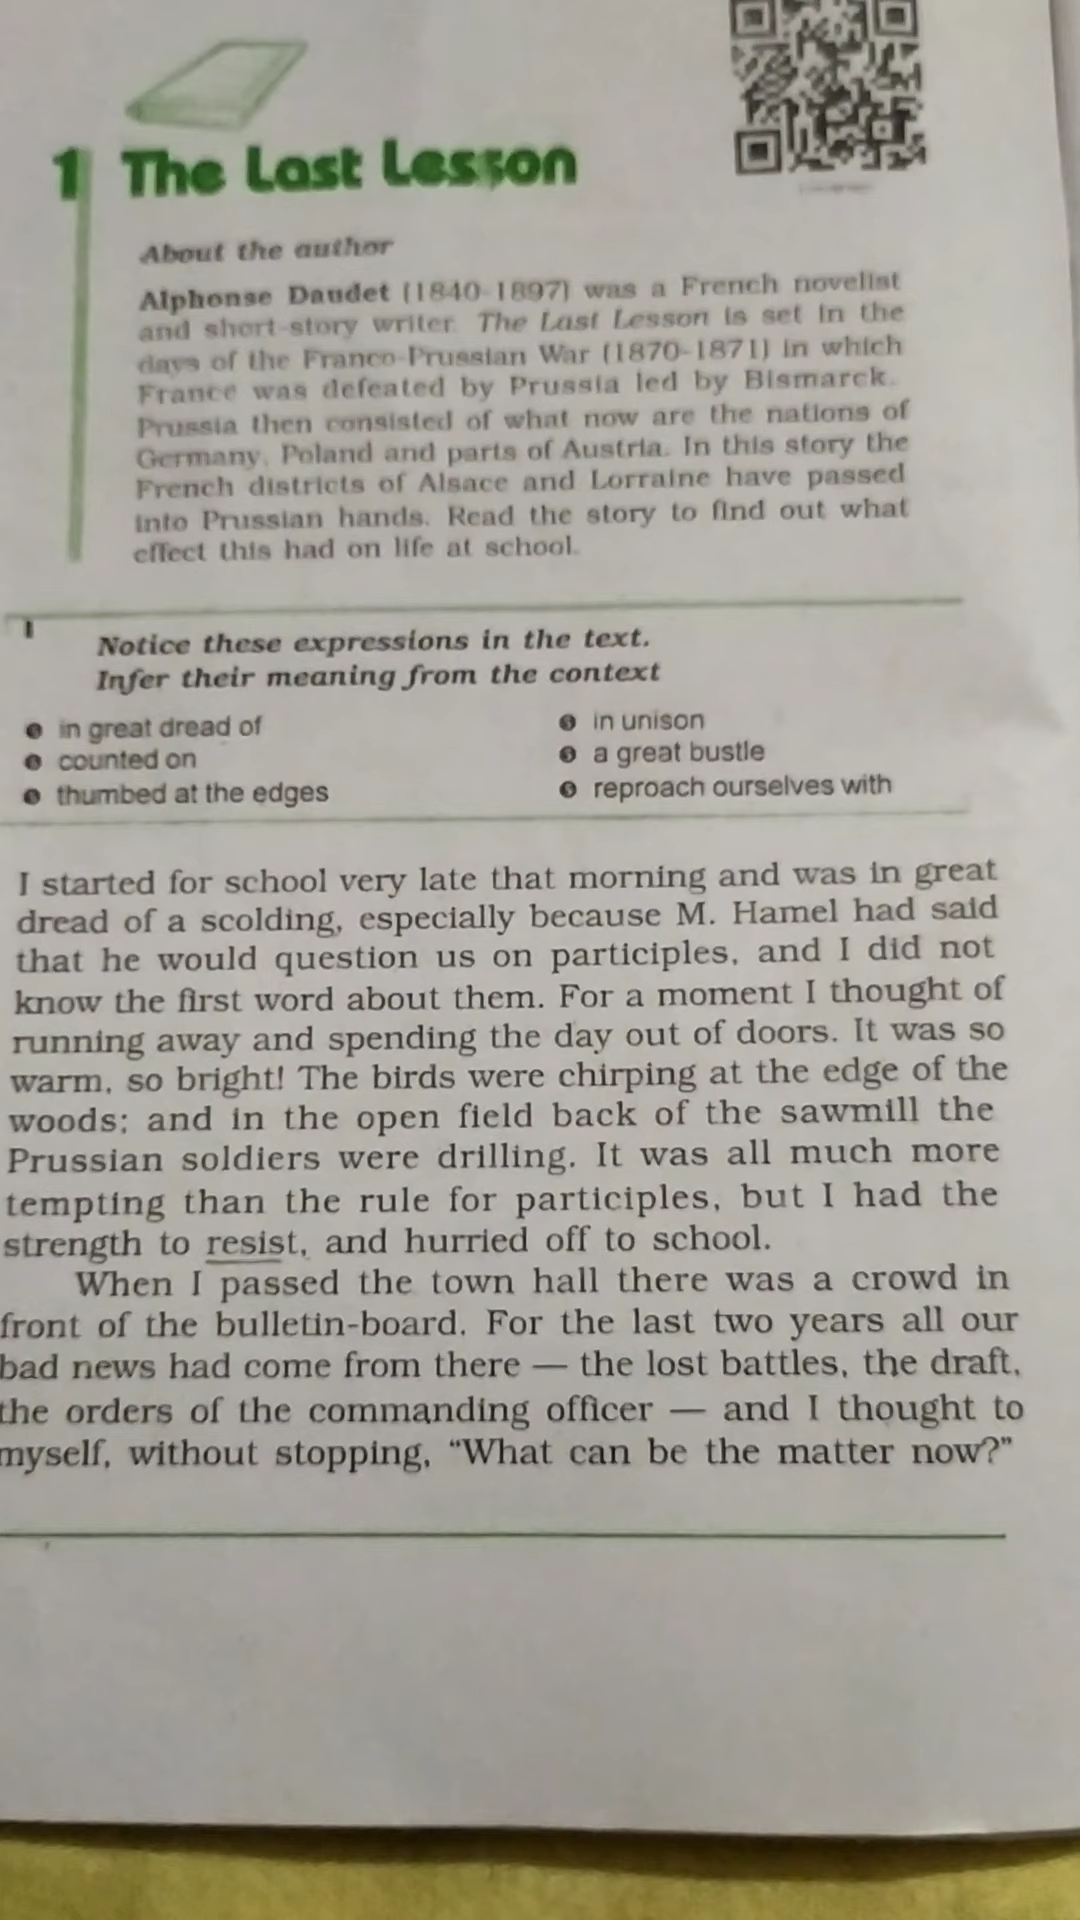 1 The Last Lesson
About the author
Alphonse Daudet (1840-1897) was a French novelist
and short-story writer. The Last Lesson is set in the
days of the Franco-Prussian War (1870-1871) in which
France was defeated by Prussia led by Bismarck.
Prussia then consisted of what now are the nations of
Germany, Poland and parts of Austria. In this story the
French districts of Alsace and Lorraine have passed
into Prussian hands. Read the story to find out what
effect this had on life at school.
Notice these expressions in the text.
Infer their meaning from the context
in great dread of
counted on
thumbed at the edges
in unison
a great bustle
reproach ourselves with
I started for school very late that morning and was in great
dread of a scolding, especially because M. Hamel had said
that he would question us on participles, and I did not
know the first word about them. For a moment I thought of
running away and spending the day out of doors. It was so
warm, so bright! The birds were chirping at the edge of the
woods; and in the open field back of the sawmill the
Prussian soldiers were drilling. It was all much more
tempting than the rule for participles, but I had the
strength to resist, and hurried off to school.
When I passed the town hall there was a crowd in
front of the bulletin-board. For the last two years all our
bad news had come from there — the lost battles, the draft,
the orders of the commanding officer — and I thought to
myself, without stopping, “What can be the matter now?”